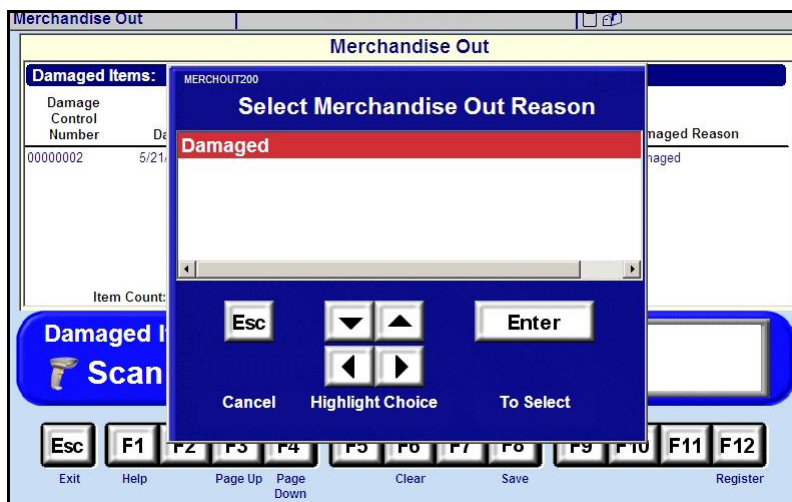 Merchandise Out
Merchandise Out
Damaged Items:
Damage
Control
Number
00000002
5/21/
maged Reason
maged
Item Count:
Damaged I
Scan
MERCHOUT200
Select Merchandise Out Reason
Damaged
Esc
Enter
Cancel
Highlight Choice
To Select
Esc F1 F2 F3 F4 F5 F6 F7 F8 F9 F10 F11 F12
Exit Help Page Up Page Down Clear Save Register